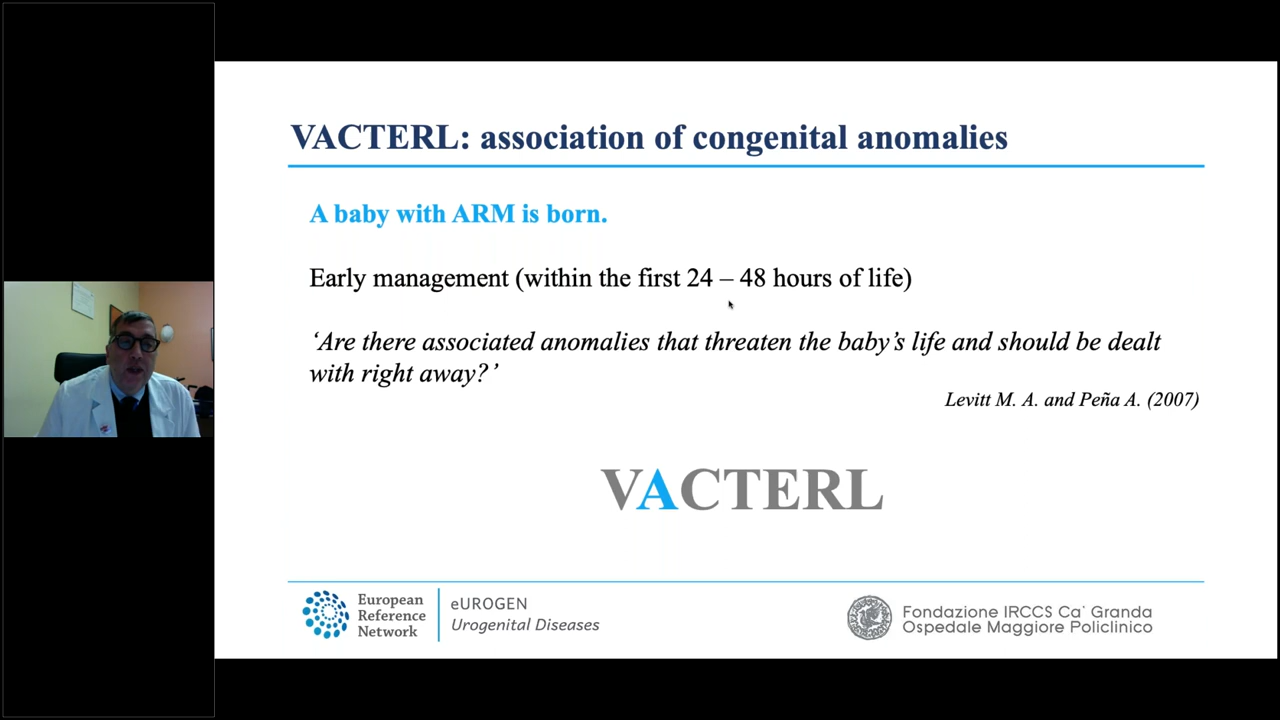 VACTERL: association of congenital anomalies
A baby with ARM is born.
Early management (within the first 24 – 48 hours of life)
‘Are there associated anomalies that threaten the baby’s life and should be dealt
with right away?’
Levitt M. A. and Peña A. (2007)
VACTERL
European
Reference
Network
eUROGEN
Urogenital Diseases
Fondazione IRCCS Ca' Granda
Ospedale Maggiore Policlinico